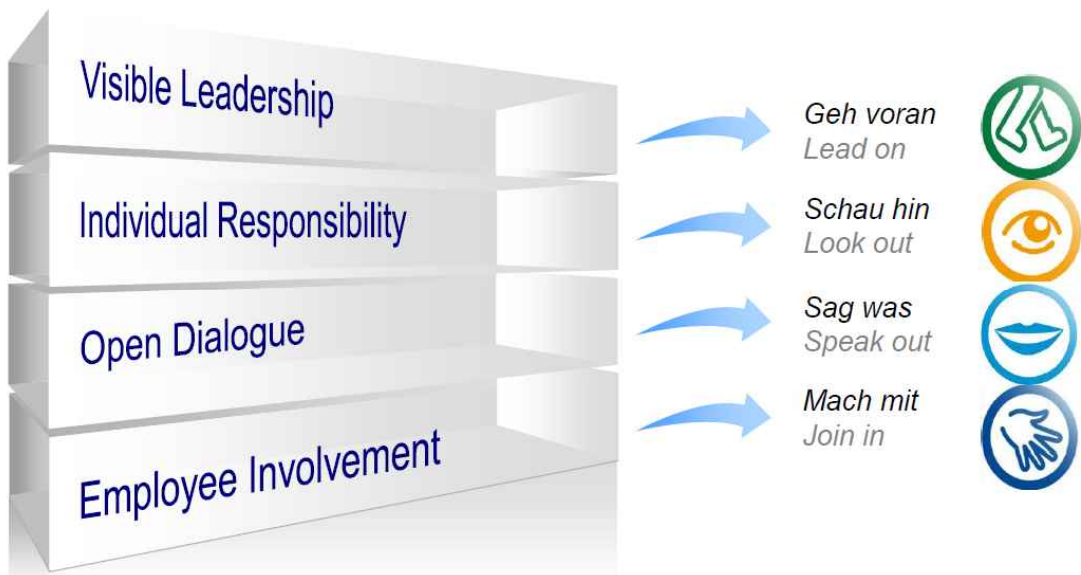 Visible Leadership
Geh voran
Lead on
Individual Responsibility
Schau hin
Look out
Open Dialogue
Sag was
Speak out
Employee Involvement
Mach mit
Join in